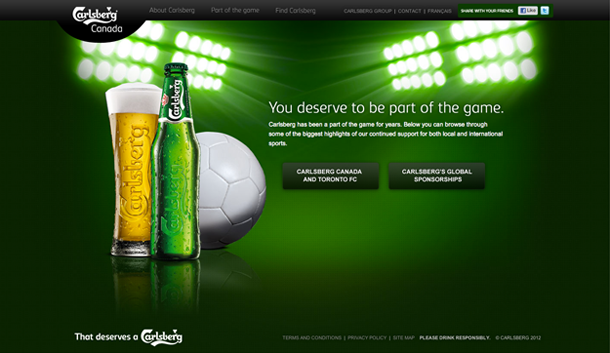 Carlsberg
Canada
About Carlsberg Part of the game Find Carlsberg
CARLSBERG GROUP | CONTACT | FRANÇAIS
SHARE WITH YOUR FRIENDS Like
You deserve to be part of the game.
Carlsberg has been a part of the game for years. Below you can browse through
some of the biggest highlights of our continued support for both local and international
sports.
CARLSBERG CANADA
AND TORONTO FC
CARLSBERG'S GLOBAL
SPONSORSHIPS
Carlsberg
Carlsberg
Carlsberg
That deserves a Carlsberg
TERMS AND CONDITIONS | PRIVACY POLICY | SITE MAP PLEASE DRINK RESPONSIBLY. © CARLSBERG 2012